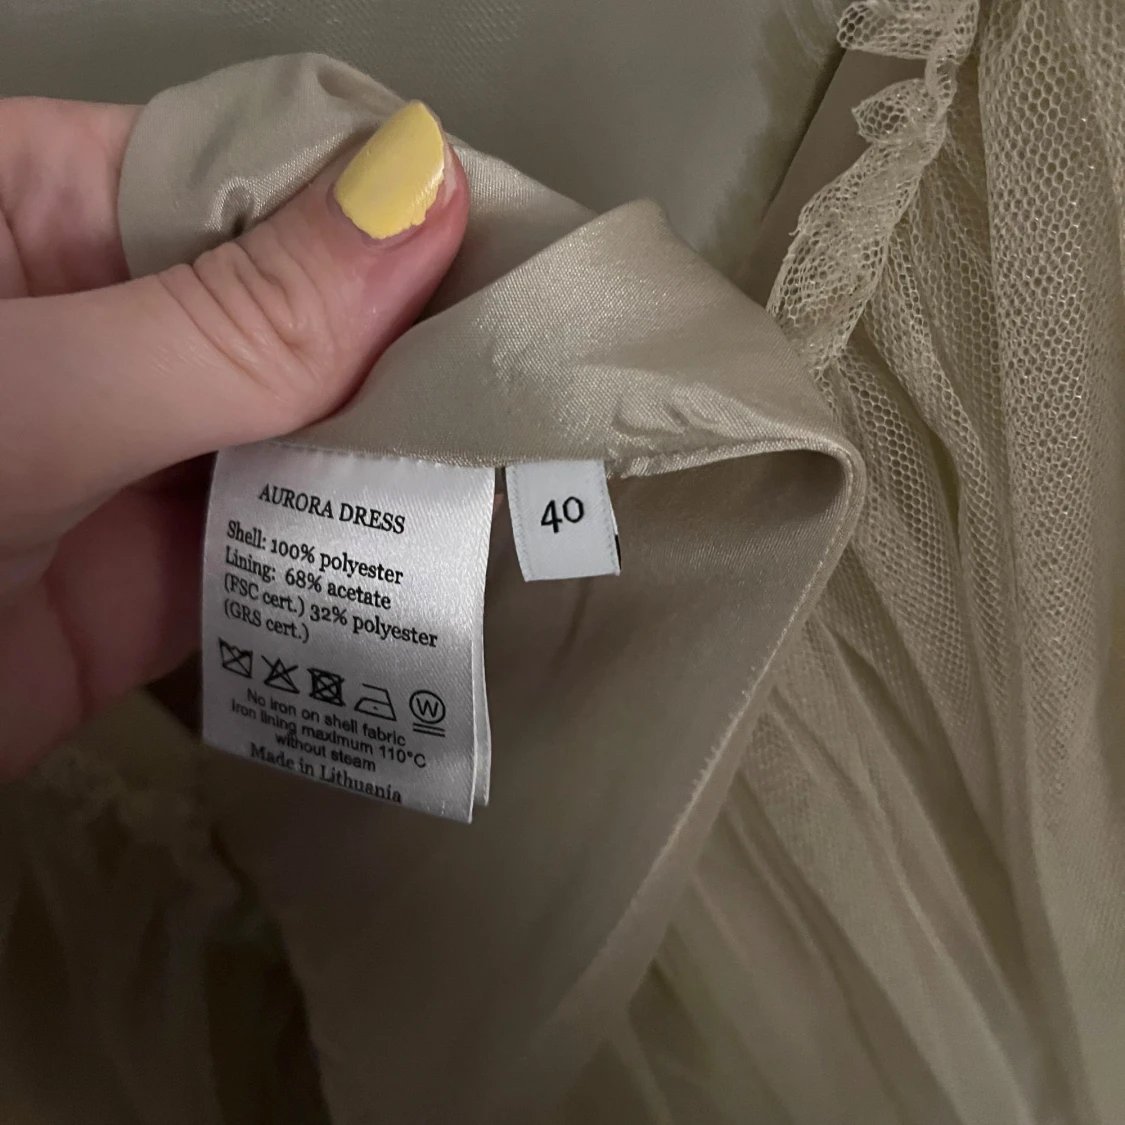 AURORA DRESS
Shell: 100% polyester
Lining: 68% acetate
(FSC cert.) 32% polyester
(GRS cert.)
W
No iron on shell fabric
Iron lining maximum 110°C
without steam
Made in Lithuania
40